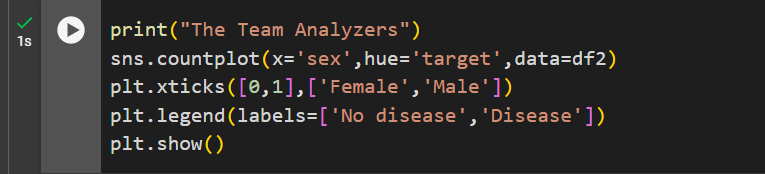 print("The Team Analyzers")
1s
sns.countplot(x='sex',hue='target',data=df2)
plt.xticks([0,1],['Female','Male'])
plt.legend(labels=['No disease','Disease'])
plt.show()